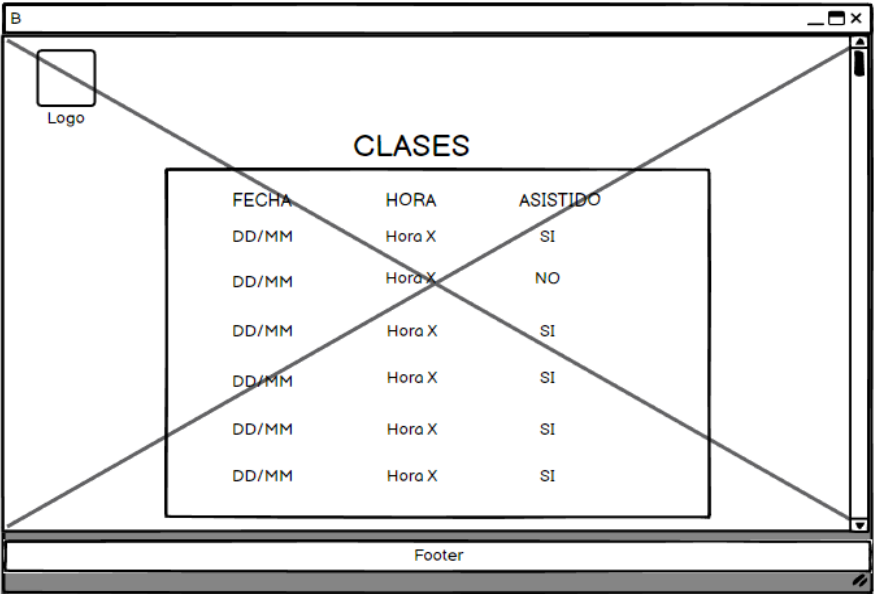 B
Logo
CLASES
FECHA HORA ASISTIDO
DD/MM Hora X SI
DD/MM Hora X NO
DD/MM Hora X SI
DD/MM Hora X SI
DD/MM Hora X SI
DD/MM Hora X SI
Footer